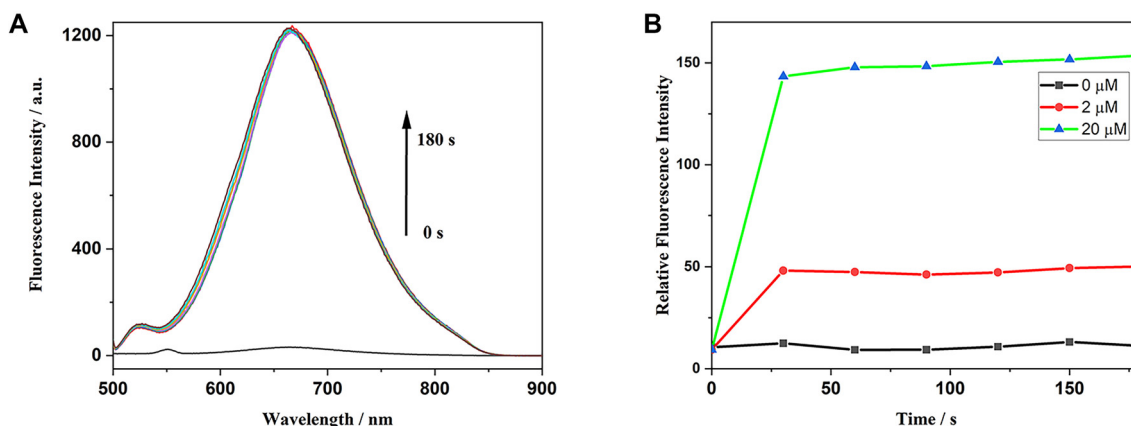 A
1200
800
400
0
500
600
700
800
900
Fluorescence Intensity / a.u.
Wavelength / nm
180 s
0 s
B
150
100
50
0
0
50
100
150
Relative Fluorescence Intensity
Time / s
0 μM
2 μM
20 μM